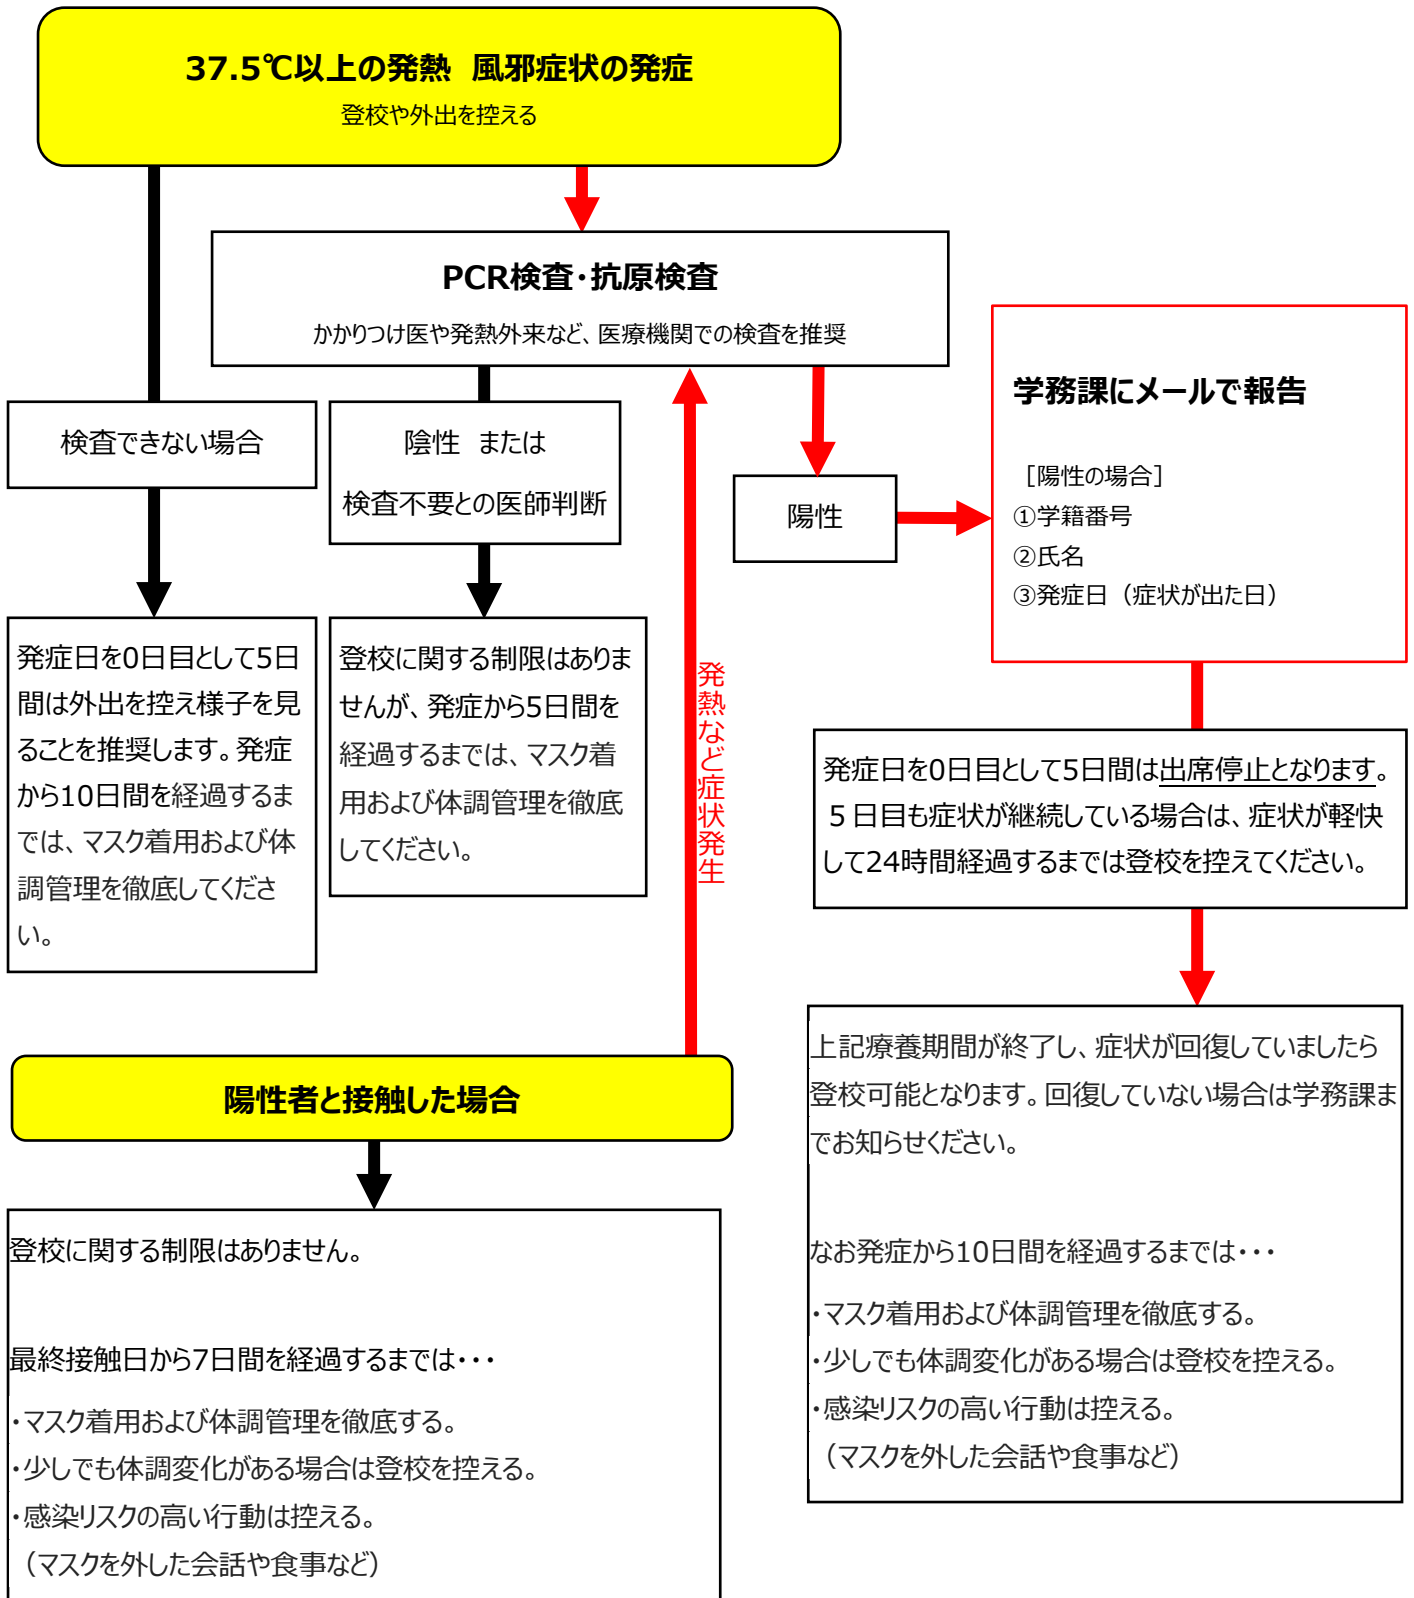 37.5℃以上の発熱　風邪症状の発症
登校や外出を控える
PCR検査・抗原検査
かかりつけ医や発熱外来など、医療機関での検査を推奨
検査できない場合
陰性　または
検査不要との医師判断
陽性
学務課にメールで報告
［陽性の場合］
①学籍番号
②氏名
③発症日（症状が出た日）
発症日を0日目として5日
間は外出を控え様子を見
ることを推奨します。発症
から10日間を経過するま
では、マスク着用および体
調管理を徹底してくださ
い。
登校に関する制限はありま
せんが、発症から5日間を
経過するまでは、マスク着
用および体調管理を徹底
してください。
発熱など症状発生
発症日を0日目として5日間は出席停止となります。
５日目も症状が継続している場合は、症状が軽快
して24時間経過するまでは登校を控えてください。
上記療養期間が終了し、症状が回復していましたら
登校可能となります。回復していない場合は学務課ま
でお知らせください。
なお発症から10日間を経過するまでは・・・
・マスク着用および体調管理を徹底する。
・少しでも体調変化がある場合は登校を控える。
・感染リスクの高い行動は控える。
（マスクを外した会話や食事など）
陽性者と接触した場合
登校に関する制限はありません。
最終接触日から7日間を経過するまでは・・・
・マスク着用および体調管理を徹底する。
・少しでも体調変化がある場合は登校を控える。
・感染リスクの高い行動は控える。
（マスクを外した会話や食事など）